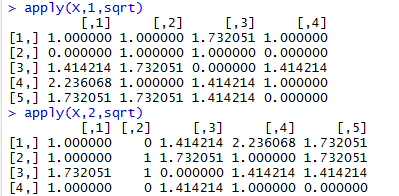 > apply(X,1,sqrt)
[,1] [,2] [,3] [,4]
[1,] 1.000000 1.000000 1.732051 1.000000
[2,] 0.000000 1.000000 1.000000 0.000000
[3,] 1.414214 1.732051 0.000000 1.414214
[4,] 2.236068 1.000000 1.414214 1.000000
[5,] 1.732051 1.732051 1.414214 0.000000
> apply(X,2,sqrt)
[,1] [,2] [,3] [,4] [,5]
[1,] 1.000000 0 1.414214 2.236068 1.732051
[2,] 1.000000 1 1.732051 1.000000 1.732051
[3,] 1.732051 1 0.000000 1.414214 1.414214
[4,] 1.000000 0 1.414214 1.000000 0.000000